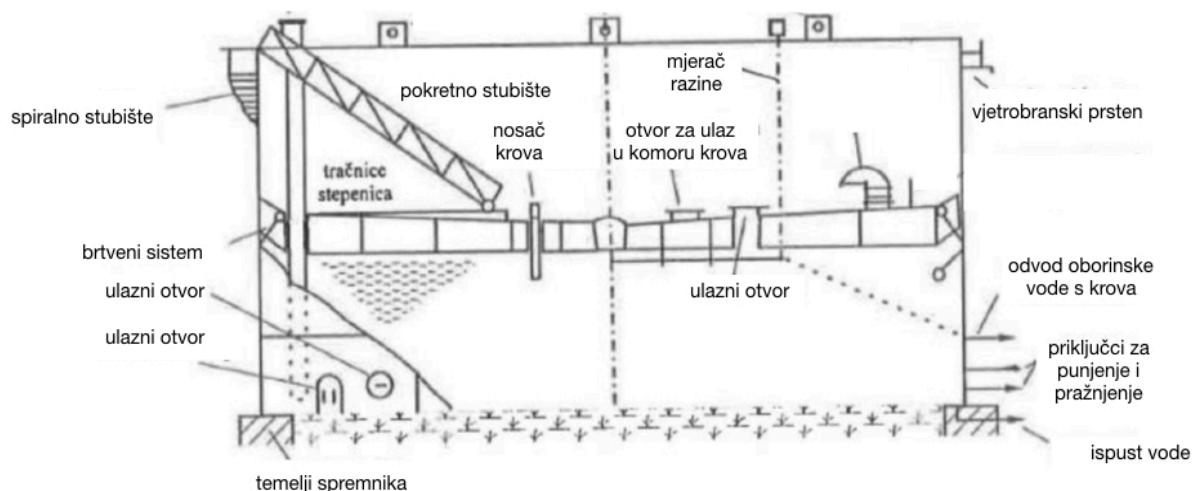 spiralno stubište
pokretno stubište
mjerač
razine
vjetrobranski prsten
nosač
krova
otvor za ulaz
u komoru krova
tračnice
stepenica
brtveni sistem
ulazni otvor
ulazni otvor
ulazni otvor
odvod oborinske
vode s krova
priključci za
punjenje i
pražnjenje
ispust vode
temelji spremnika